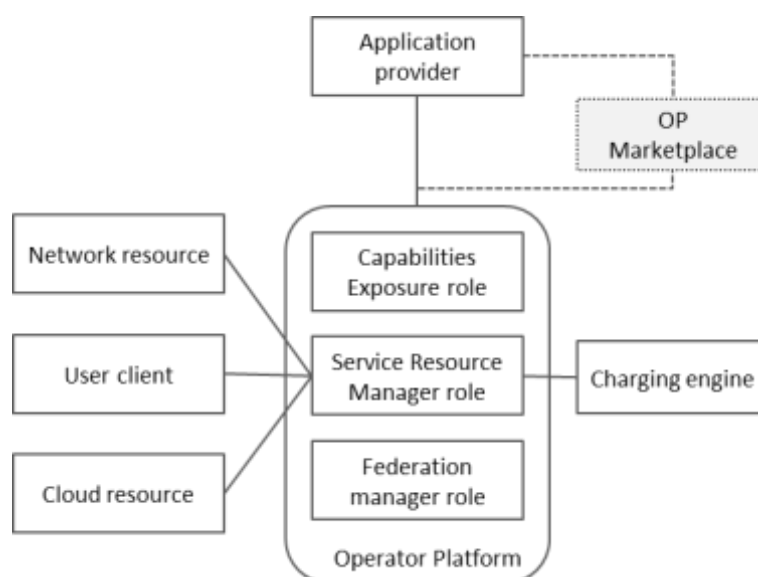 Application
provider
OP
Marketplace
Network resource
Capabilities
Exposure role
User client
Service Resource
Manager role
Charging engine
Cloud resource
Federation
manager role
Operator Platform